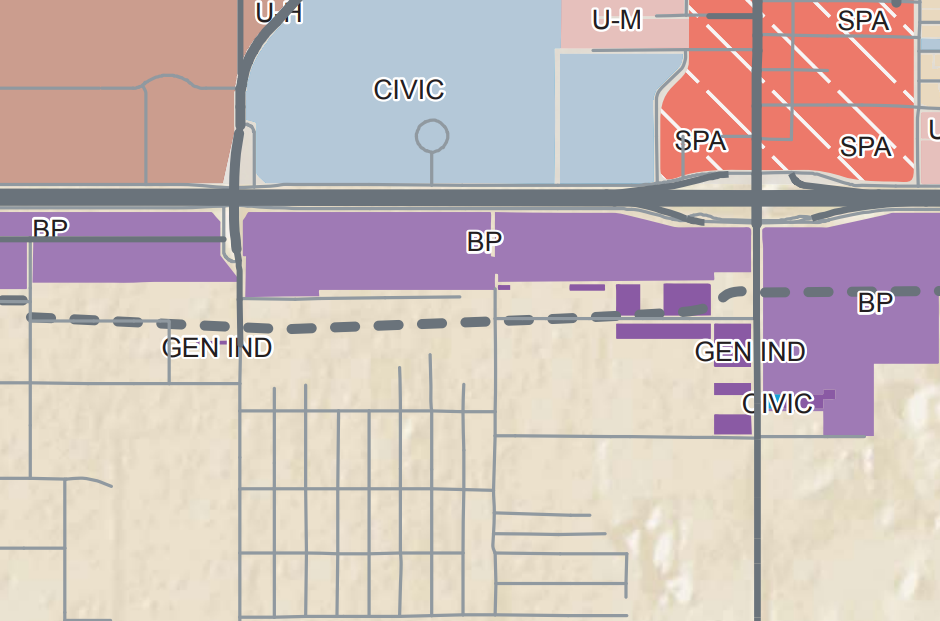 U-H
U-M
SPA
CIVIC
SPA
SPA
BP
BP
BP
GEN IND
GEN IND
CIVIC